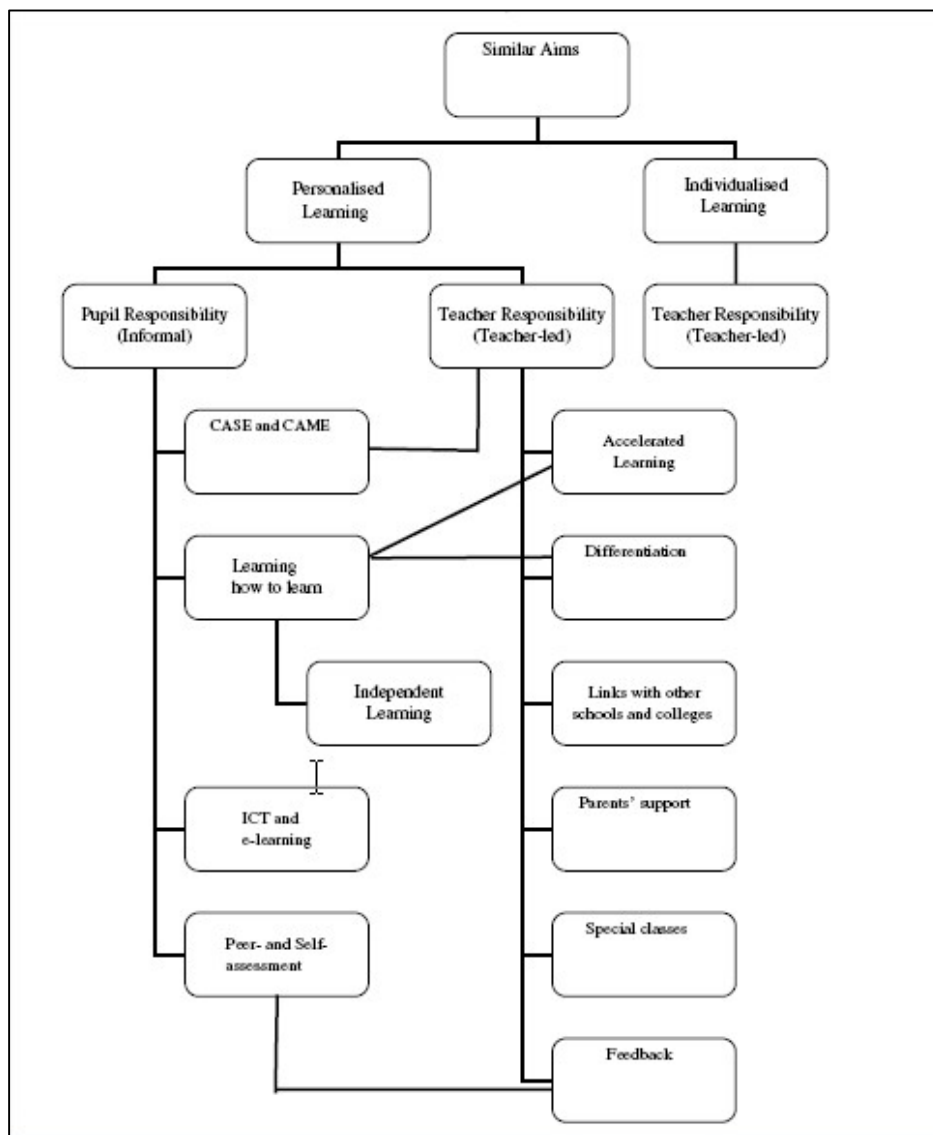 Similar Aims
Personalised
Learning
Individualised
Learning
Pupil Responsibility
(Informal)
Teacher Responsibility
(Teacher-led)
Teacher Responsibility
(Teacher-led)
CASE and CAME
Accelerated
Learning
Learning
how to learn
Differentiation
Independent
Learning
Links with other
schools and colleges
ICT and
e-learning
Parents’ support
Peer- and Self-
assessment
Special classes
Feedback